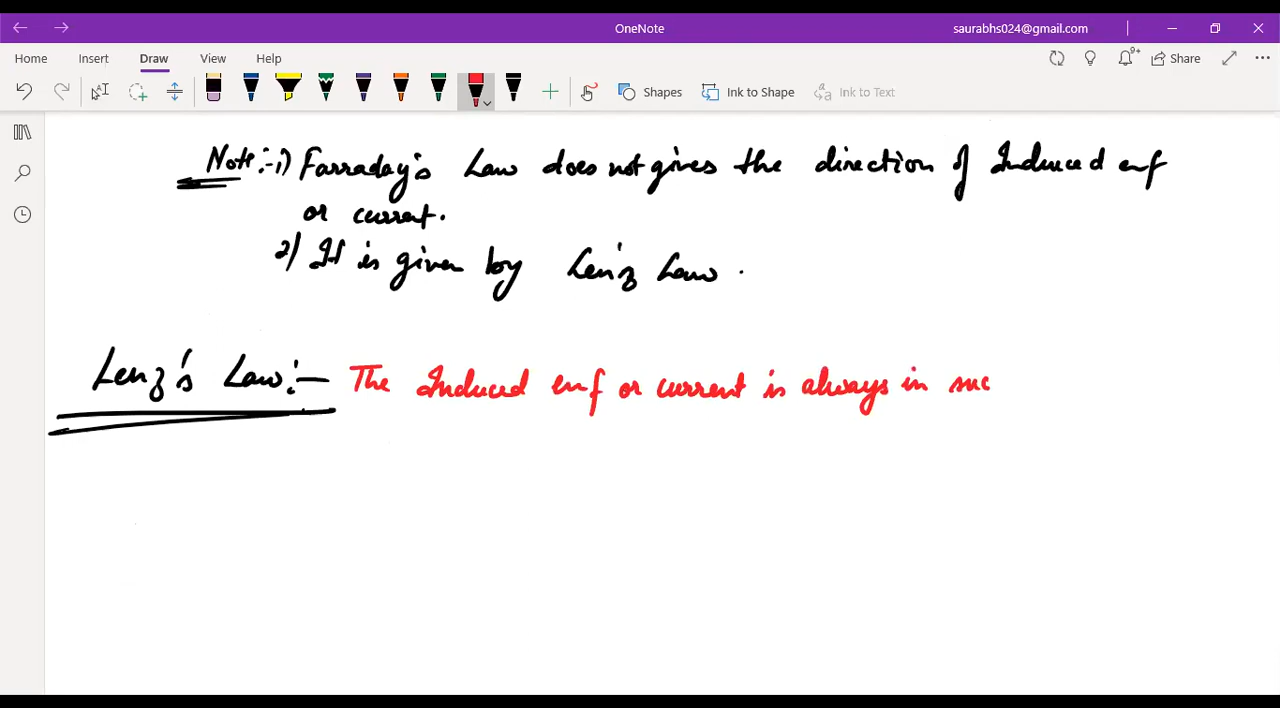 OneNote
saurabhs024@gmail.com
Home Insert Draw View Help
Share
Shapes
Ink to Shape
Ink to Text
Note:-1) Farraday's Law does not gives the direction of Induced emf
or current.
2) It is given by Len'z Law.
Lenz's Law:- The Induced emf or current is always in suc